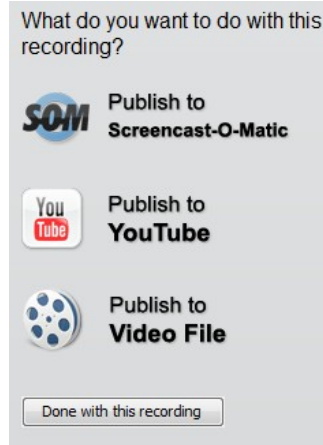 What do you want to do with this
recording?
SOM
Publish to
Screencast-O-Matic
You
Tube
Publish to
YouTube
Publish to
Video File
Done with this recording